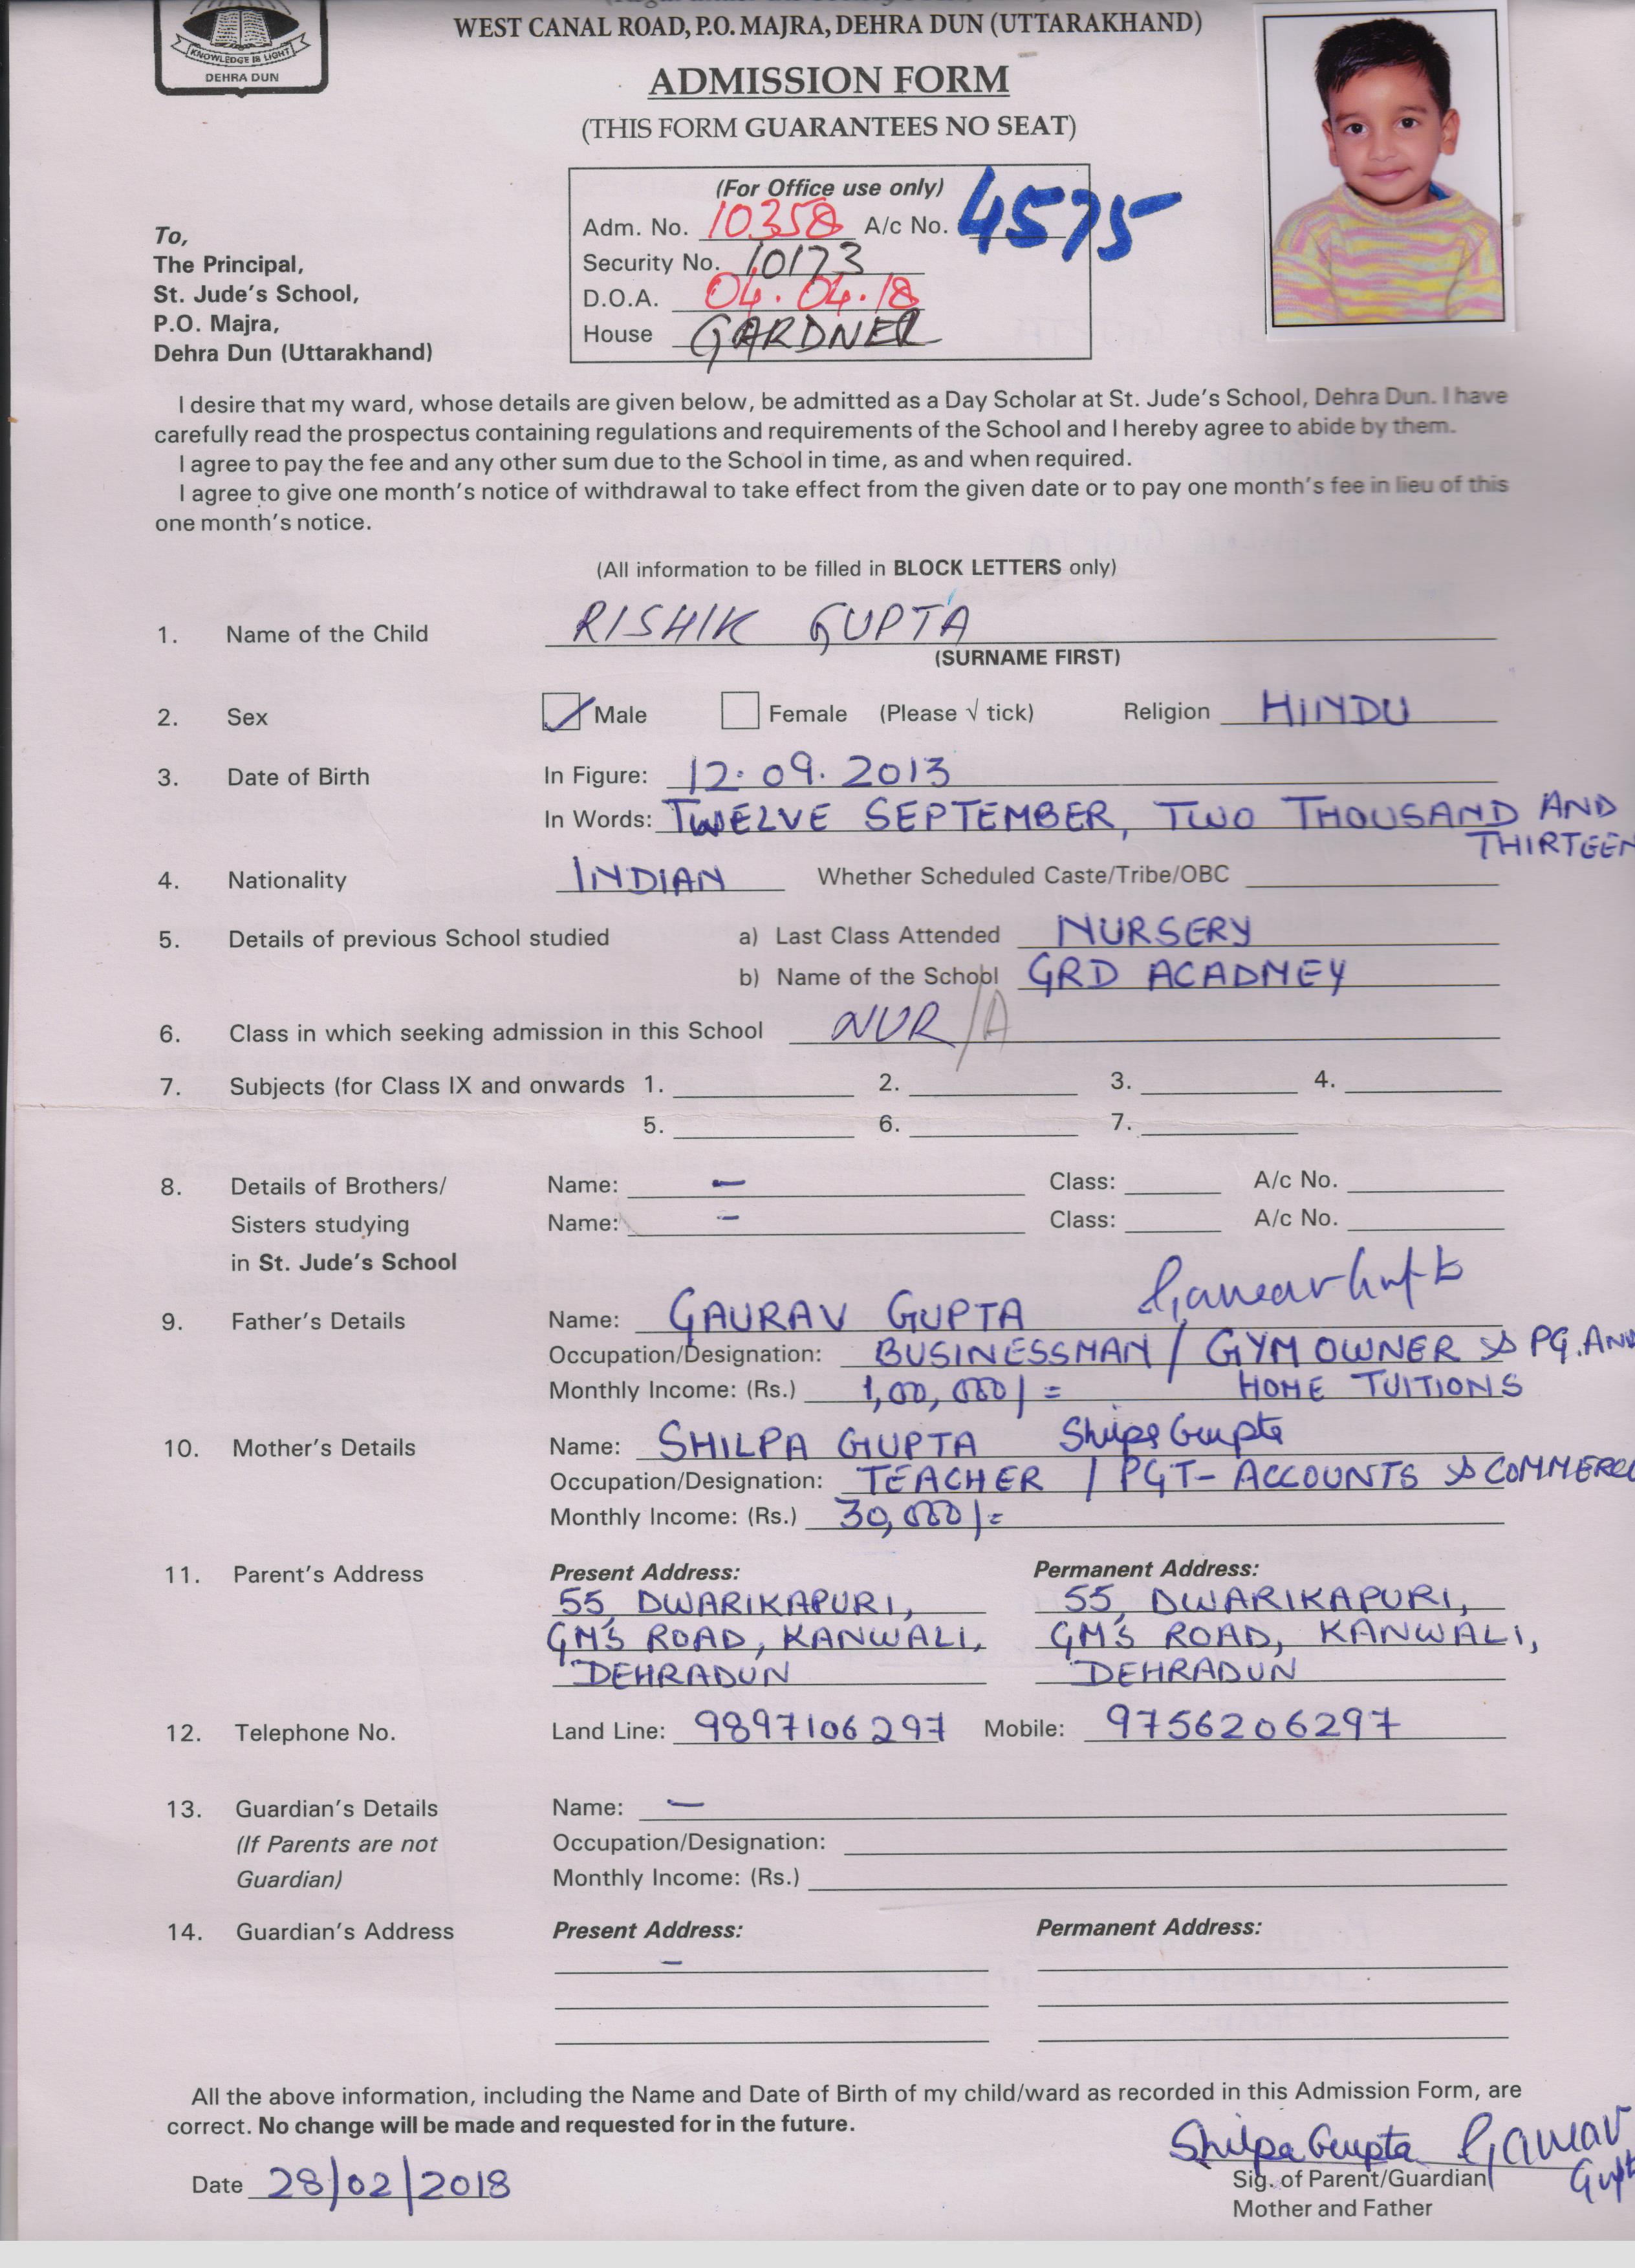 KNOWLEDGE IS LIGHT
DEHRA DUN
WEST CANAL ROAD, P.O. MAJRA, DEHRA DUN (UTTARAKHAND)
ADMISSION FORM
(THIS FORM GUARANTEES NO SEAT)
(For Office use only)
Adm. No. 10358 A/c No. 4575
Security No. 10173
D.O.A. 04.04.18
House GARDNER
To,
The Principal,
St. Jude's School,
P.O. Majra,
Dehra Dun (Uttarakhand)
I desire that my ward, whose details are given below, be admitted as a Day Scholar at St. Jude's School, Dehra Dun. I have
carefully read the prospectus containing regulations and requirements of the School and I hereby agree to abide by them.
I agree to pay the fee and any other sum due to the School in time, as and when required.
I agree to give one month's notice of withdrawal to take effect from the given date or to pay one month's fee in lieu of this
one month's notice.
(All information to be filled in BLOCK LETTERS only)
1. Name of the Child RISHIK GUPTA
(SURNAME FIRST)
2. Sex Male Female (Please √ tick) Religion HINDU
3. Date of Birth In Figure: 12.09.2013
In Words: TWELVE SEPTEMBER, TWO THOUSAND AND
THIRTEEN
4. Nationality INDIAN Whether Scheduled Caste/Tribe/OBC
5. Details of previous School studied a) Last Class Attended NURSERY
b) Name of the School GRD ACADMEY
6. Class in which seeking admission in this School NUR/A
7. Subjects (for Class IX and onwards 1. 2. 3. 4.
5. 6. 7.
8. Details of Brothers/ Name: – Class: A/c No.
Sisters studying Name: – Class: A/c No.
in St. Jude's School
9. Father's Details Name: GAURAV GUPTA Gaurav Gupta
Occupation/Designation: BUSINESSMAN / GYM OWNER & PG. AND
Monthly Income: (Rs.) 1,00,000/= HOME TUITIONS
10. Mother's Details Name: SHILPA GUPTA Shilpa Gupta
Occupation/Designation: TEACHER / PGT- ACCOUNTS & COMMERCE
Monthly Income: (Rs.) 30,000/=
11. Parent's Address Present Address: Permanent Address:
55, DWARIKAPURI, 55, DWARIKAPURI,
GMS ROAD, KANWALI, GMS ROAD, KANWALI,
DEHRADUN DEHRADUN
12. Telephone No. Land Line: 9897106297 Mobile: 9756206297
13. Guardian's Details Name: –
(If Parents are not Occupation/Designation:
Guardian) Monthly Income: (Rs.)
14. Guardian's Address Present Address: Permanent Address:
–
All the above information, including the Name and Date of Birth of my child/ward as recorded in this Admission Form, are
correct. No change will be made and requested for in the future.
Shilpa Gupta Gaurav
Gupta
Date 28/02/2018 Sig. of Parent/Guardian
Mother and Father